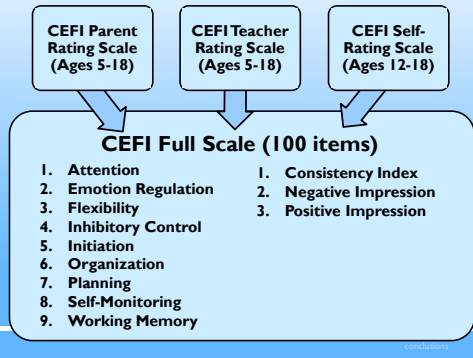 CEFI Parent
Rating Scale
(Ages 5-18)
CEFI Teacher
Rating Scale
(Ages 5-18)
CEFI Self-
Rating Scale
(Ages 12-18)
CEFI Full Scale (100 items)
1. Attention
2. Emotion Regulation
3. Flexibility
4. Inhibitory Control
5. Initiation
6. Organization
7. Planning
8. Self-Monitoring
9. Working Memory
1. Consistency Index
2. Negative Impression
3. Positive Impression
conclusions